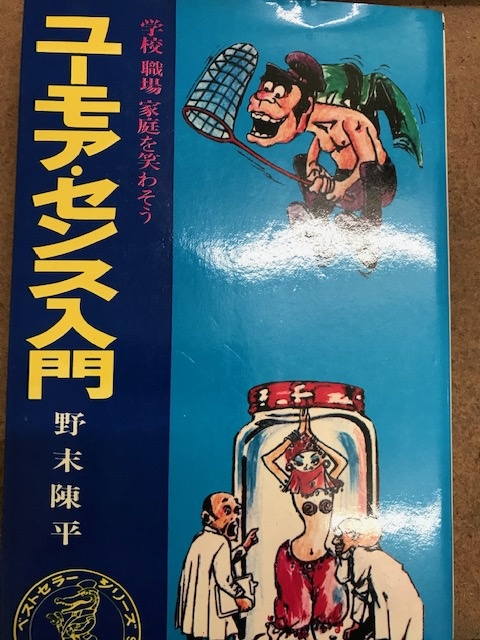 学校 職場 家庭を笑わそう
ユーモア・センス入門
野末陳平
ベストセラーシリーズ